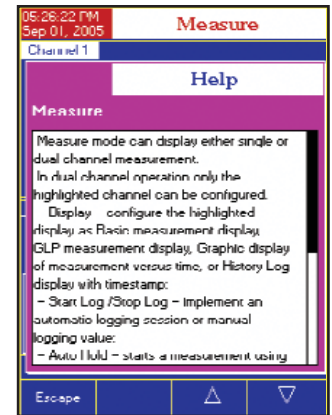 05:26:22 PM
Sep 01, 2005
Measure
Channel 1
Help
Measure
Measure mode can display either single or
dual channel measurement.
In dual channel operation only the
highlighted channel can be configured.
Display configure the highlighted
display as Basic measurement display,
GLP measurement display, Graphic display
of measurement versus time, or History Log
display with timestamp:
– Start Log /Stop Log – Implement an
automatic logging session or manual
logging value:
– Auto Hold – starts a measurement using
Escape △ ▽